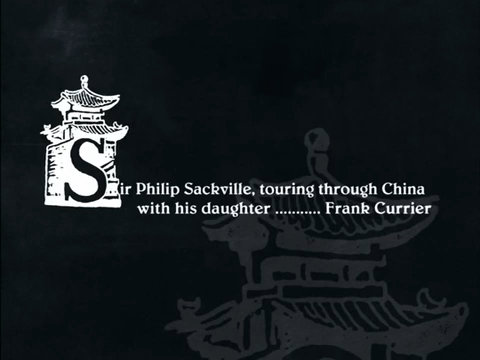 Sir Philip Sackville, touring through China
with his daughter ........... Frank Currier